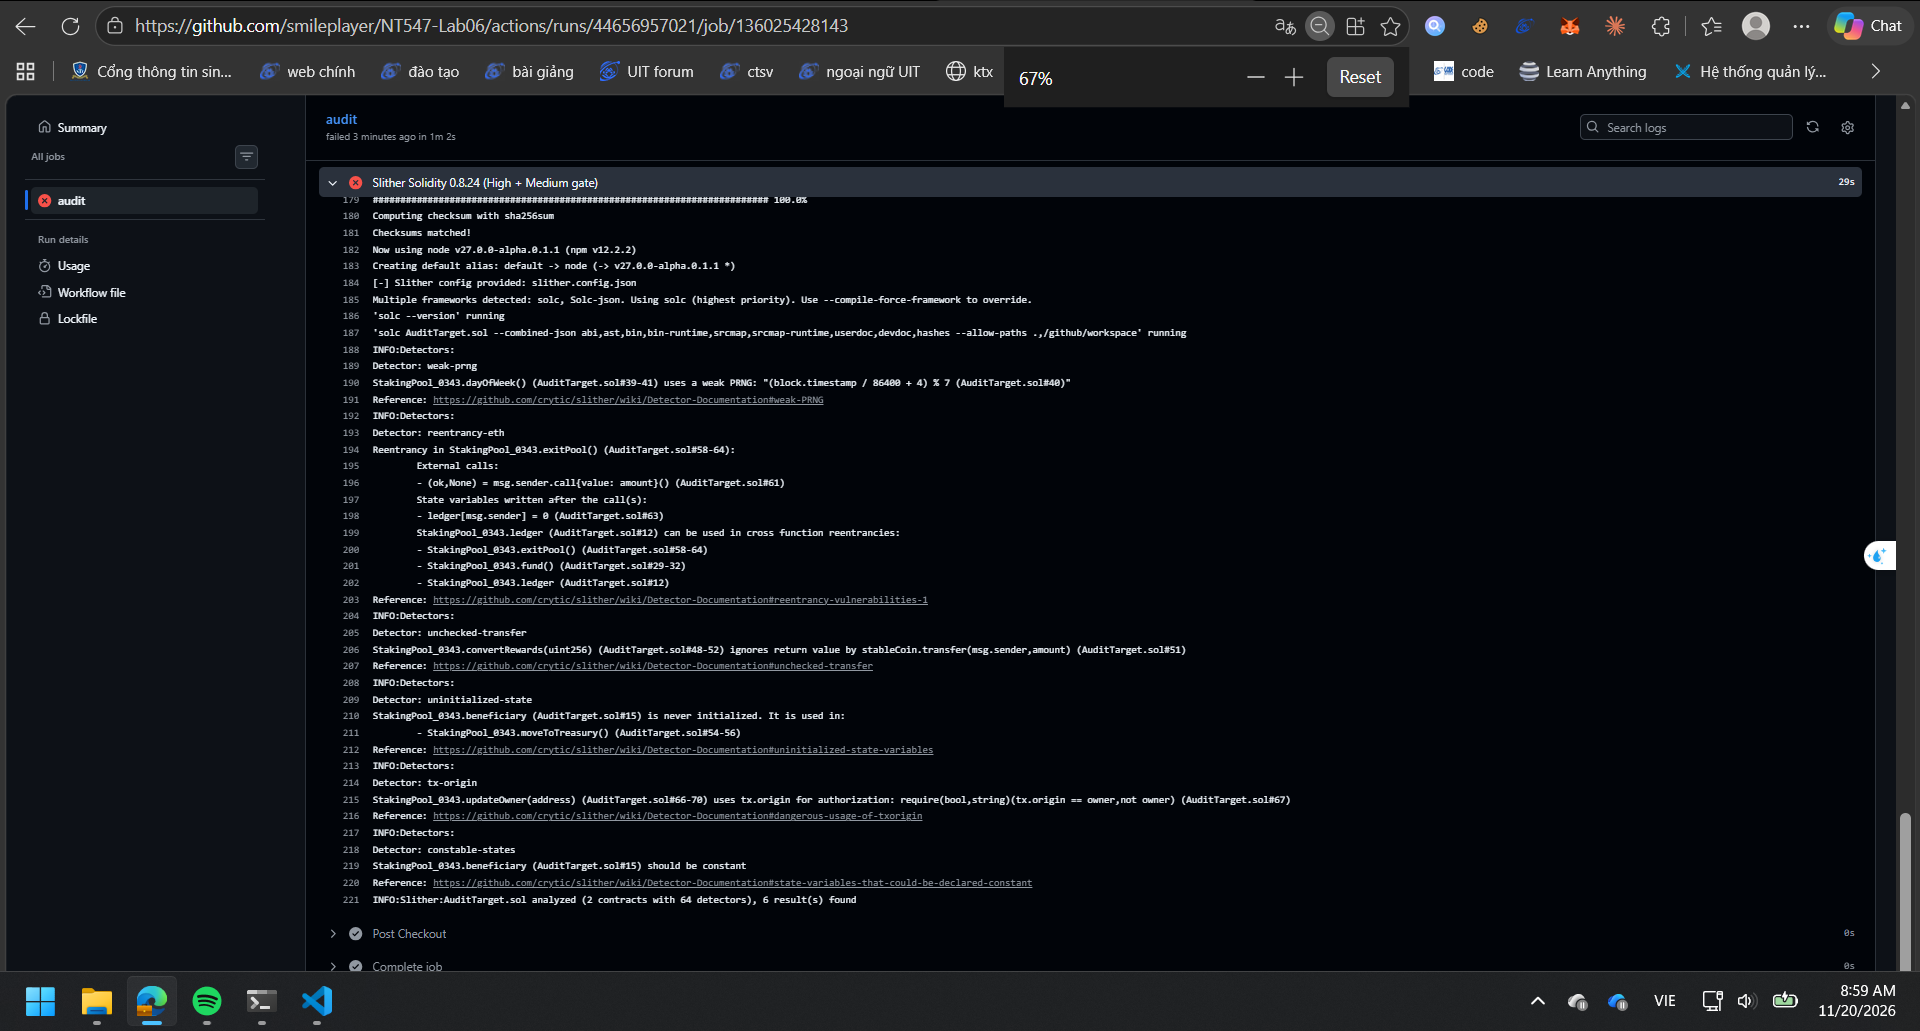 https://github.com/smileplayer/NT547-Lab06/actions/runs/44656957021/job/136025428143
Chat
Cổng thông tin sin...
web chính
đào tạo
bài giảng
UIT forum
ctsv
ngoại ngữ UIT
ktx
67%
Reset
code
Learn Anything
Hệ thống quản lý...
Summary
All jobs
audit
Run details
Usage
Workflow file
Lockfile
audit
failed 3 minutes ago in 1m 2s
Search logs
Slither Solidity 0.8.24 (High + Medium gate)
29s
179 ######################################################################## 100.0%
180 Computing checksum with sha256sum
181 Checksums matched!
182 Now using node v27.0.0-alpha.0.1.1 (npm v12.2.2)
183 Creating default alias: default -> node (-> v27.0.0-alpha.0.1.1 *)
184 [-] Slither config provided: slither.config.json
185 Multiple frameworks detected: solc, Solc-json. Using solc (highest priority). Use --compile-force-framework to override.
186 'solc --version' running
187 'solc AuditTarget.sol --combined-json abi,ast,bin,bin-runtime,srcmap,srcmap-runtime,userdoc,devdoc,hashes --allow-paths .,/github/workspace' running
188 INFO:Detectors:
189 Detector: weak-prng
190 StakingPool_0343.dayOfWeek() (AuditTarget.sol#39-41) uses a weak PRNG: "(block.timestamp / 86400 + 4) % 7 (AuditTarget.sol#40)"
191 Reference: https://github.com/crytic/slither/wiki/Detector-Documentation#weak-PRNG
192 INFO:Detectors:
193 Detector: reentrancy-eth
194 Reentrancy in StakingPool_0343.exitPool() (AuditTarget.sol#58-64):
195 External calls:
196 - (ok,None) = msg.sender.call{value: amount}() (AuditTarget.sol#61)
197 State variables written after the call(s):
198 - ledger[msg.sender] = 0 (AuditTarget.sol#63)
199 StakingPool_0343.ledger (AuditTarget.sol#12) can be used in cross function reentrancies:
200 - StakingPool_0343.exitPool() (AuditTarget.sol#58-64)
201 - StakingPool_0343.fund() (AuditTarget.sol#29-32)
202 - StakingPool_0343.ledger (AuditTarget.sol#12)
203 Reference: https://github.com/crytic/slither/wiki/Detector-Documentation#reentrancy-vulnerabilities-1
204 INFO:Detectors:
205 Detector: unchecked-transfer
206 StakingPool_0343.convertRewards(uint256) (AuditTarget.sol#48-52) ignores return value by stableCoin.transfer(msg.sender,amount) (AuditTarget.sol#51)
207 Reference: https://github.com/crytic/slither/wiki/Detector-Documentation#unchecked-transfer
208 INFO:Detectors:
209 Detector: uninitialized-state
210 StakingPool_0343.beneficiary (AuditTarget.sol#15) is never initialized. It is used in:
211 - StakingPool_0343.moveToTreasury() (AuditTarget.sol#54-56)
212 Reference: https://github.com/crytic/slither/wiki/Detector-Documentation#uninitialized-state-variables
213 INFO:Detectors:
214 Detector: tx-origin
215 StakingPool_0343.updateOwner(address) (AuditTarget.sol#66-70) uses tx.origin for authorization: require(bool,string)(tx.origin == owner,not owner) (AuditTarget.sol#67)
216 Reference: https://github.com/crytic/slither/wiki/Detector-Documentation#dangerous-usage-of-txorigin
217 INFO:Detectors:
218 Detector: constable-states
219 StakingPool_0343.beneficiary (AuditTarget.sol#15) should be constant
220 Reference: https://github.com/crytic/slither/wiki/Detector-Documentation#state-variables-that-could-be-declared-constant
221 INFO:Slither:AuditTarget.sol analyzed (2 contracts with 64 detectors), 6 result(s) found
Post Checkout
0s
Complete job
0s
VIE
8:59 AM
11/20/2026